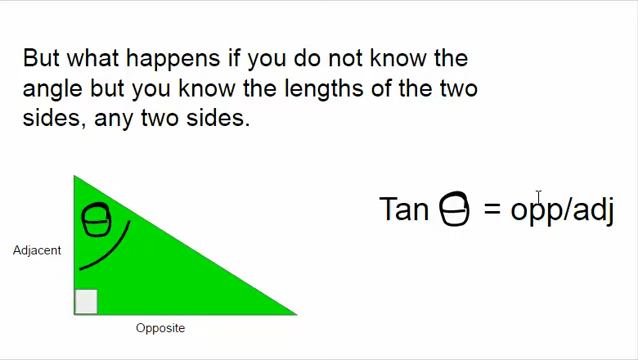 But what happens if you do not know the
angle but you know the lengths of the two
sides, any two sides.
Tan Θ = opp/adj
Θ
Adjacent
Opposite